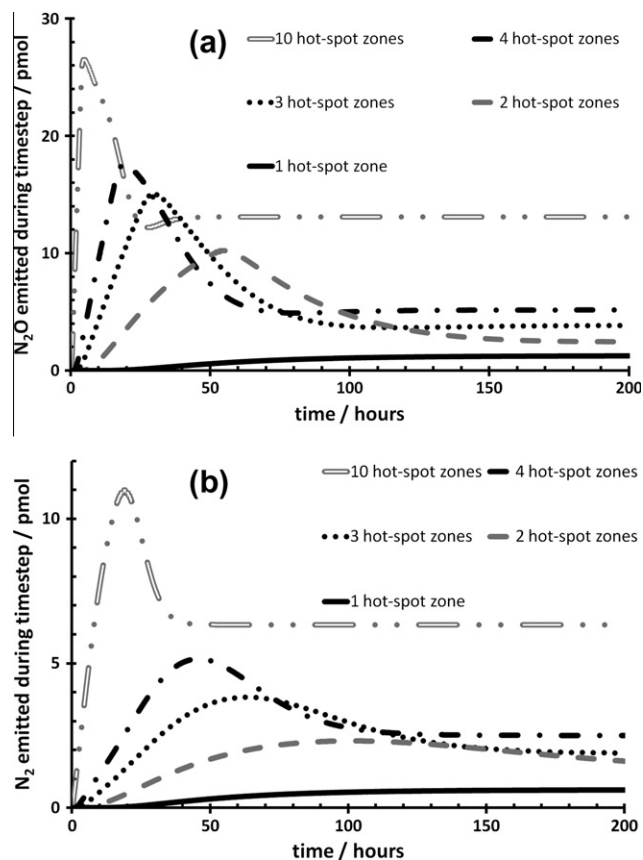 (a)
10 hot-spot zones
4 hot-spot zones
3 hot-spot zones
2 hot-spot zones
1 hot-spot zone
N₂O emitted during timestep / pmol
30
20
10
0
0 50 100 150 200
time / hours
(b)
10 hot-spot zones
4 hot-spot zones
3 hot-spot zones
2 hot-spot zones
1 hot-spot zone
N₂ emitted during timestep / pmol
10
5
0
0 50 100 150 200
time / hours